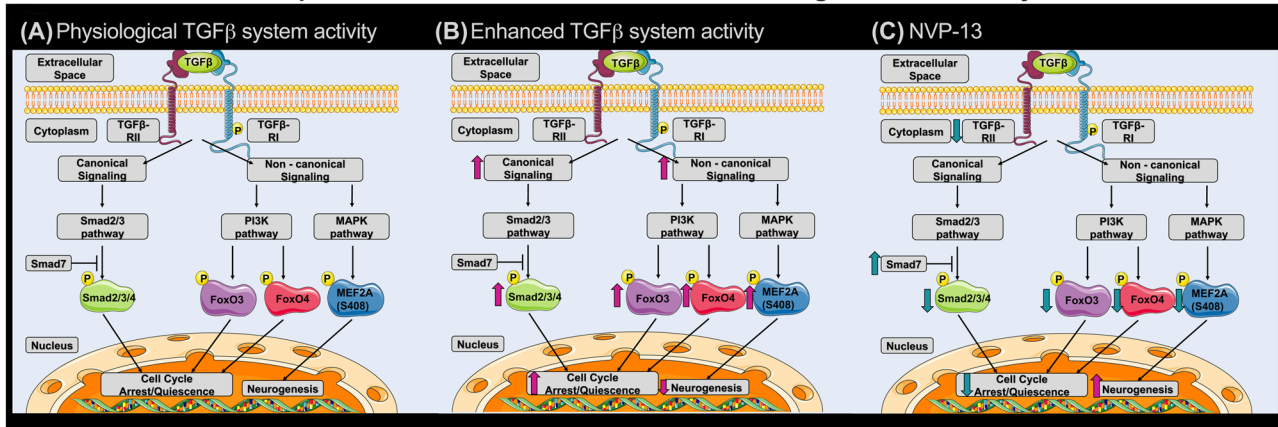 (A) Physiological TGFβ system activity
Extracellular
Space
TGFβ
Cytoplasm
TGFβ-
RII
P
TGFβ-
RI
Canonical
Signaling
Non - canonical
Signaling
Smad2/3
pathway
PI3K
pathway
MAPK
pathway
Smad7
P
P
P
P
Smad2/3/4
FoxO3
FoxO4
MEF2A
(S408)
Nucleus
Cell Cycle
Arrest/Quiescence
Neurogenesis
(B) Enhanced TGFβ system activity
Extracellular
Space
TGFβ
Cytoplasm
TGFβ-
RII
P
TGFβ-
RI
Canonical
Signaling
Non - canonical
Signaling
Smad2/3
pathway
PI3K
pathway
MAPK
pathway
Smad7
P
P
P
P
Smad2/3/4
FoxO3
FoxO4
MEF2A
(S408)
Nucleus
Cell Cycle
Arrest/Quiescence
Neurogenesis
(C) NVP-13
Extracellular
Space
TGFβ
Cytoplasm
TGFβ-
RII
P
TGFβ-
RI
Canonical
Signaling
Non - canonical
Signaling
Smad2/3
pathway
PI3K
pathway
MAPK
pathway
Smad7
P
P
P
P
Smad2/3/4
FoxO3
FoxO4
MEF2A
(S408)
Nucleus
Cell Cycle
Arrest/Quiescence
Neurogenesis